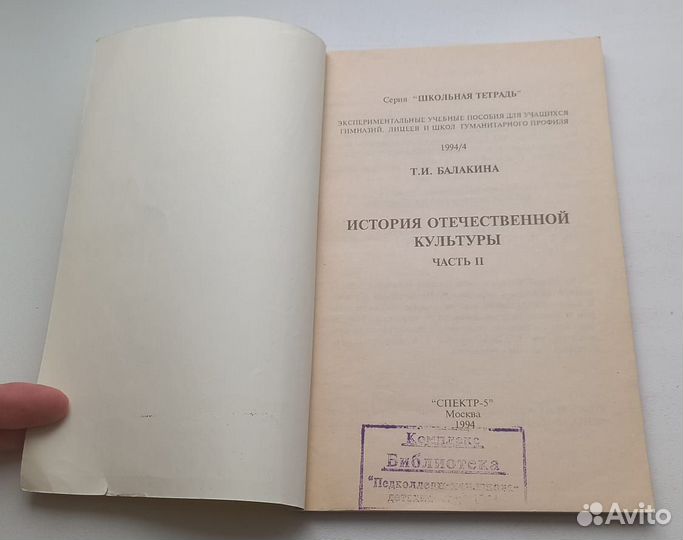 Серия "ШКОЛЬНАЯ ТЕТРАДЬ"
ЭКСПЕРИМЕНТАЛЬНЫЕ УЧЕБНЫЕ ПОСОБИЯ ДЛЯ УЧАЩИХСЯ
ГИМНАЗИЙ, ЛИЦЕЕВ И ШКОЛ ГУМАНИТАРНОГО ПРОФИЛЯ
1994/4
Т.И. БАЛАКИНА
ИСТОРИЯ ОТЕЧЕСТВЕННОЙ
КУЛЬТУРЫ
ЧАСТЬ II
"СПЕКТР-5"
Москва
1994
Комплекс
Библиотека
Avito